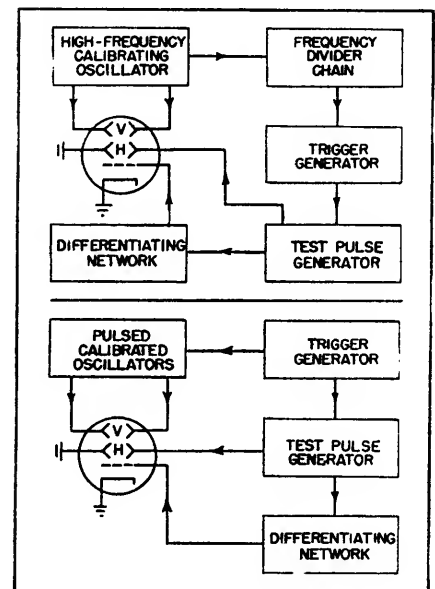 HIGH-FREQUENCY
CALIBRATING
OSCILLATOR
FREQUENCY
DIVIDER
CHAIN
V
H
TRIGGER
GENERATOR
DIFFERENTIATING
NETWORK
TEST PULSE
GENERATOR
PULSED
CALIBRATED
OSCILLATORS
TRIGGER
GENERATOR
V
H
TEST PULSE
GENERATOR
DIFFERENTIATING
NETWORK